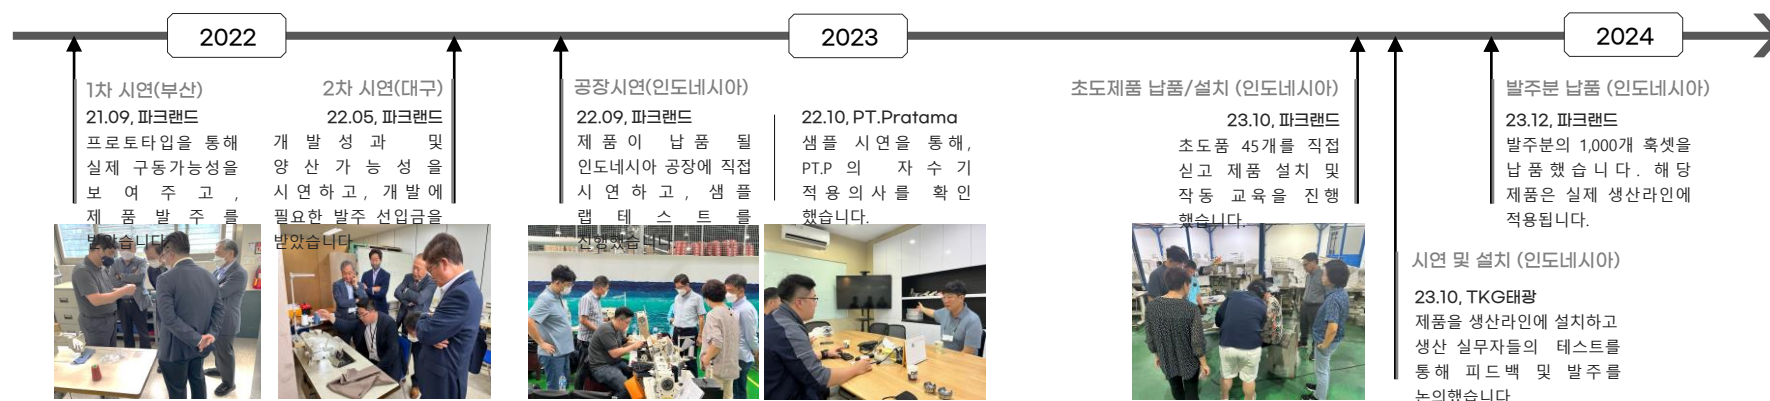 2022
2023
2024
1차 시연(부산)
21.09, 파크랜드
프로토타입을 통해
실제 구동가능성을
보여주고,
제품발주를
받았습니다.
2차 시연(대구)
22.05, 파크랜드
개발성과 및
양산가능성을
시연하고, 개발에
필요한 발주 선입금을
받았습니다.
공장시연(인도네시아)
22.09, 파크랜드
제품이 납품 될
인도네시아 공장에 직접
시연하고, 샘플
랩테스트를
진행했습니다.
22.10, PT.Pratama
샘플 시연을 통해,
PT.P의 자수기
적용의사를 확인
했습니다.
초도제품 납품/설치 (인도네시아)
23.10, 파크랜드
초도품 45개를 직접
싣고 제품 설치 및
작동 교육을 진행
했습니다.
발주분 납품 (인도네시아)
23.12, 파크랜드
발주분의 1,000개 훅셋을
납품했습니다. 해당
제품은 실제 생산라인에
적용됩니다.
시연 및 설치 (인도네시아)
23.10, TKG태광
제품을 생산라인에 설치하고
생산 실무자들의 테스트를
통해 피드백 및 발주를
논의했습니다